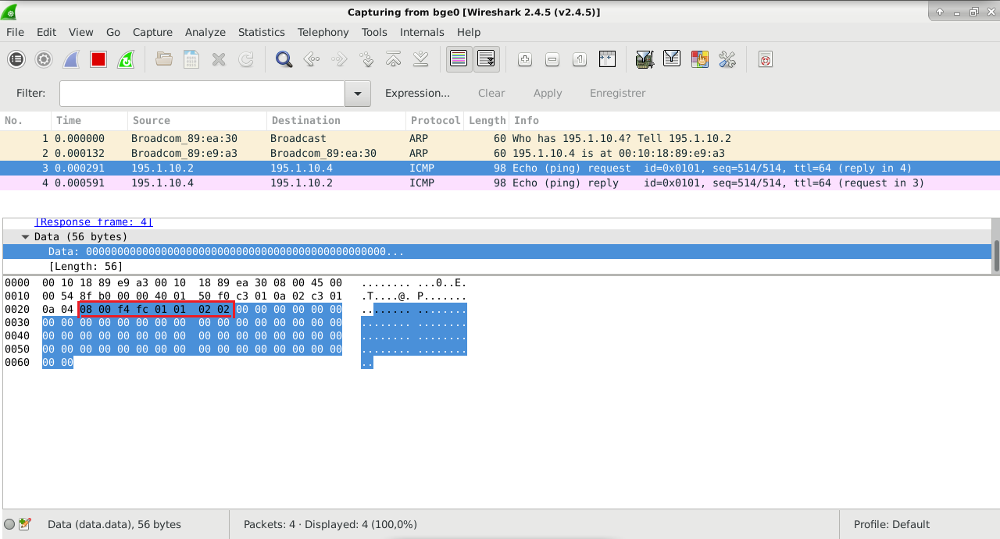 Capturing from bge0 [Wireshark 2.4.5 (v2.4.5)]
File Edit View Go Capture Analyze Statistics Telephony Tools Internals Help
Filter: Expression... Clear Apply Enregistrer
No. Time Source Destination Protocol Length Info
1 0.000000 Broadcom_89:ea:30 Broadcast ARP 60 Who has 195.1.10.4? Tell 195.1.10.2
2 0.000132 Broadcom_89:e9:a3 Broadcom_89:ea:30 ARP 60 195.1.10.4 is at 00:10:18:89:e9:a3
3 0.000291 195.1.10.2 195.1.10.4 ICMP 98 Echo (ping) request id=0x0101, seq=514/514, ttl=64 (reply in 4)
4 0.000591 195.1.10.4 195.1.10.2 ICMP 98 Echo (ping) reply id=0x0101, seq=514/514, ttl=64 (request in 3)
[Response frame: 4]
Data (56 bytes)
Data: 000000000000000000000000000000000000000000000000...
[Length: 56]
0000 00 10 18 89 e9 a3 00 10 18 89 ea 30 08 00 45 00 ........ ...0..E.
0010 00 54 8f b0 00 00 40 01 50 f0 c3 01 0a 02 c3 01 .T....@. P.......
0020 0a 04 08 00 f4 fc 01 01 02 02 00 00 00 00 00 00 ........ ........
0030 00 00 00 00 00 00 00 00 00 00 00 00 00 00 00 00 ........ ........
0040 00 00 00 00 00 00 00 00 00 00 00 00 00 00 00 00 ........ ........
0050 00 00 00 00 00 00 00 00 00 00 00 00 00 00 00 00 ........ ........
0060 00 00 ..
Data (data.data), 56 bytes Packets: 4 · Displayed: 4 (100,0%) Profile: Default